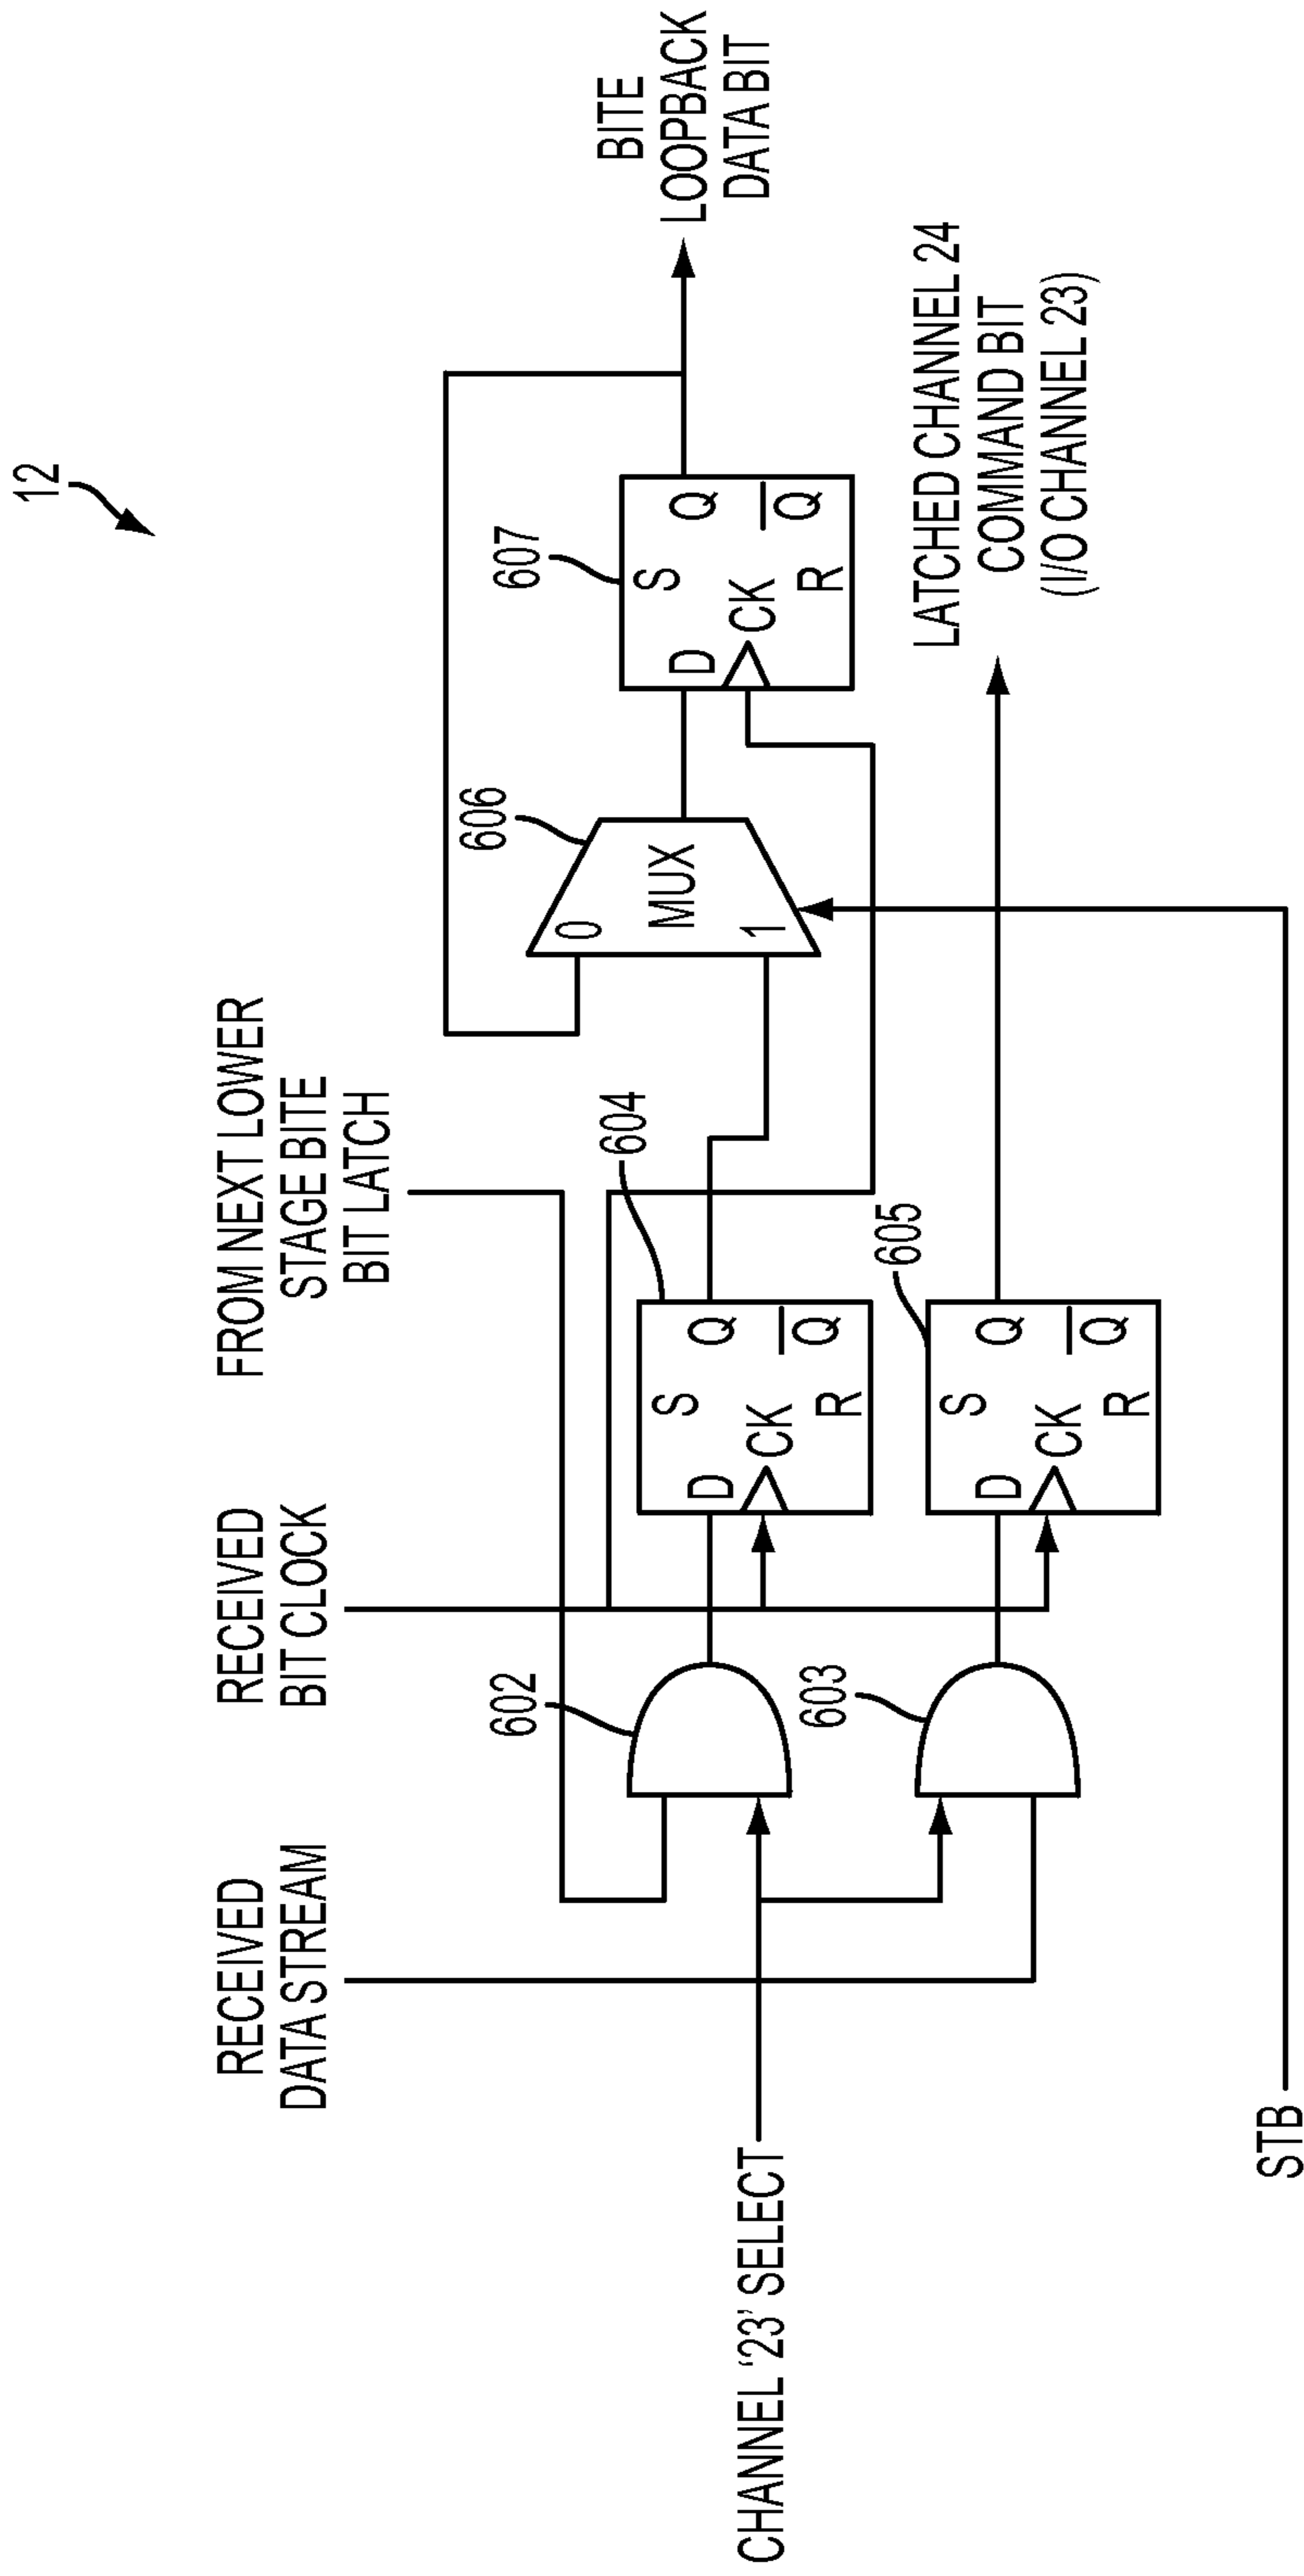 12
BITE
LOOPBACK
DATA BIT
LATCHED CHANNEL 24
COMMAND BIT
(I/O CHANNEL 23)
607
S
D
Q
CK
Q
R
606
0
MUX
1
FROM NEXT LOWER
STAGE BITE
BIT LATCH
604
S
D
Q
CK
Q
R
605
S
D
Q
CK
Q
R
RECEIVED
BIT CLOCK
602
603
RECEIVED
DATA STREAM
CHANNEL ‘23’ SELECT
STB